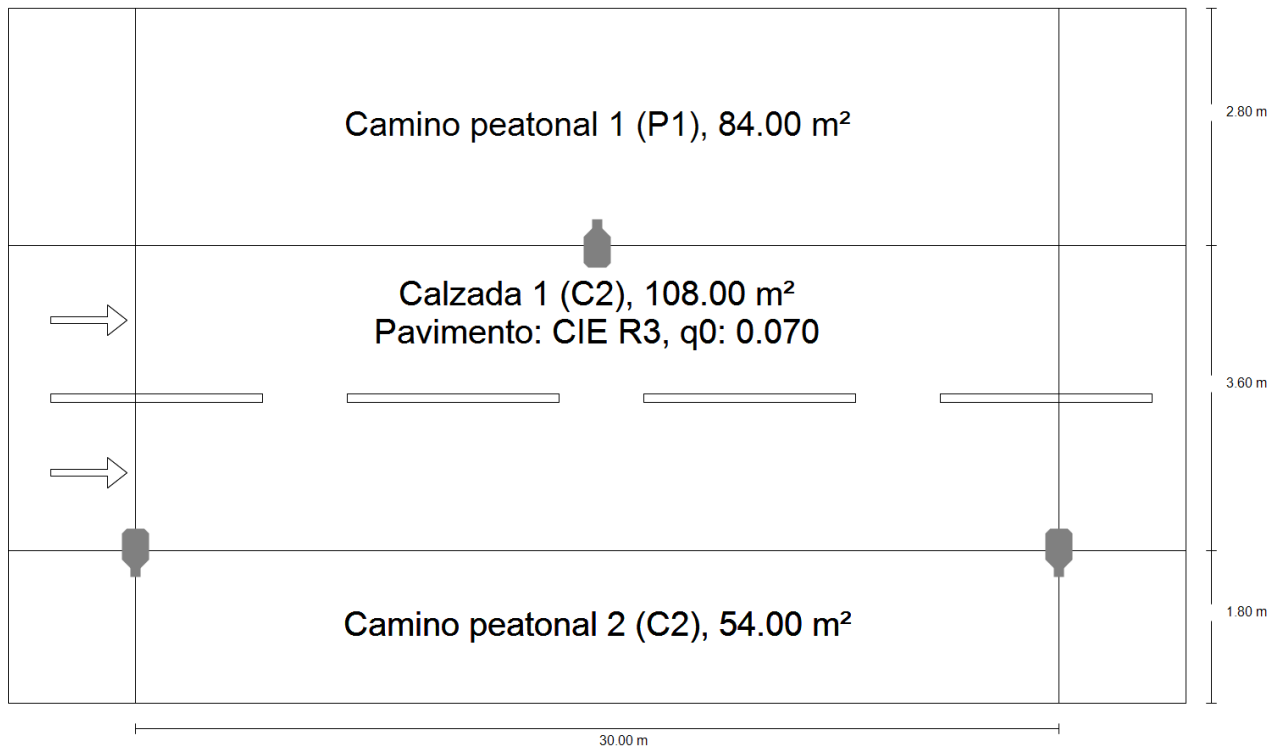 Camino peatonal 1 (P1), 84.00 m²
2.80 m
Calzada 1 (C2), 108.00 m²
Pavimento: CIE R3, q0: 0.070
3.60 m
Camino peatonal 2 (C2), 54.00 m²
1.80 m
30.00 m